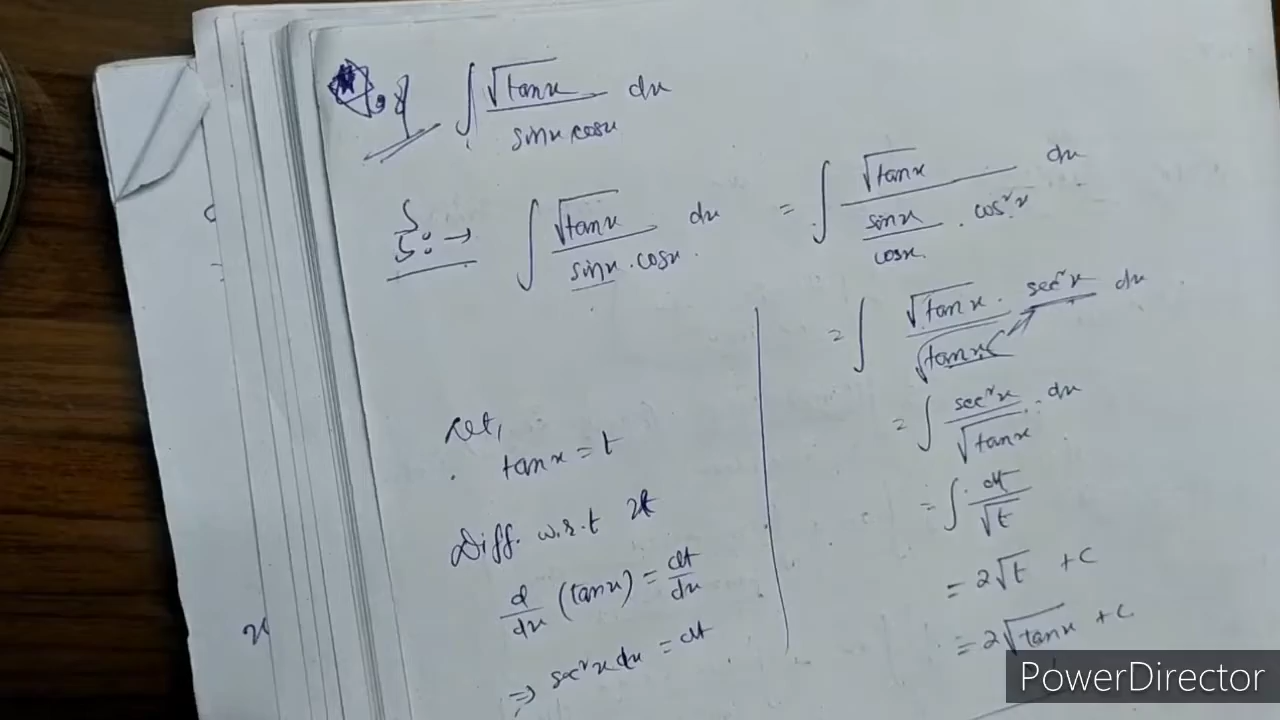 Q.8 ∫ √tanx / sinx cosx dx
S: → ∫ √tanx / sinx . cosx dx = ∫ √tanx / (sinx / cosx . cos²x) dx
= ∫ √tanx . sec²x / √tanx dx
= ∫ sec²x / √tanx . dx
= ∫ dt / √t
= 2√t + c
= 2√tanx + c
Let,
tanx = t
Diff. w.r.t x
d/dx (tanx) = dt/dx
⇒ sec²x dx = dt
x
PowerDirector